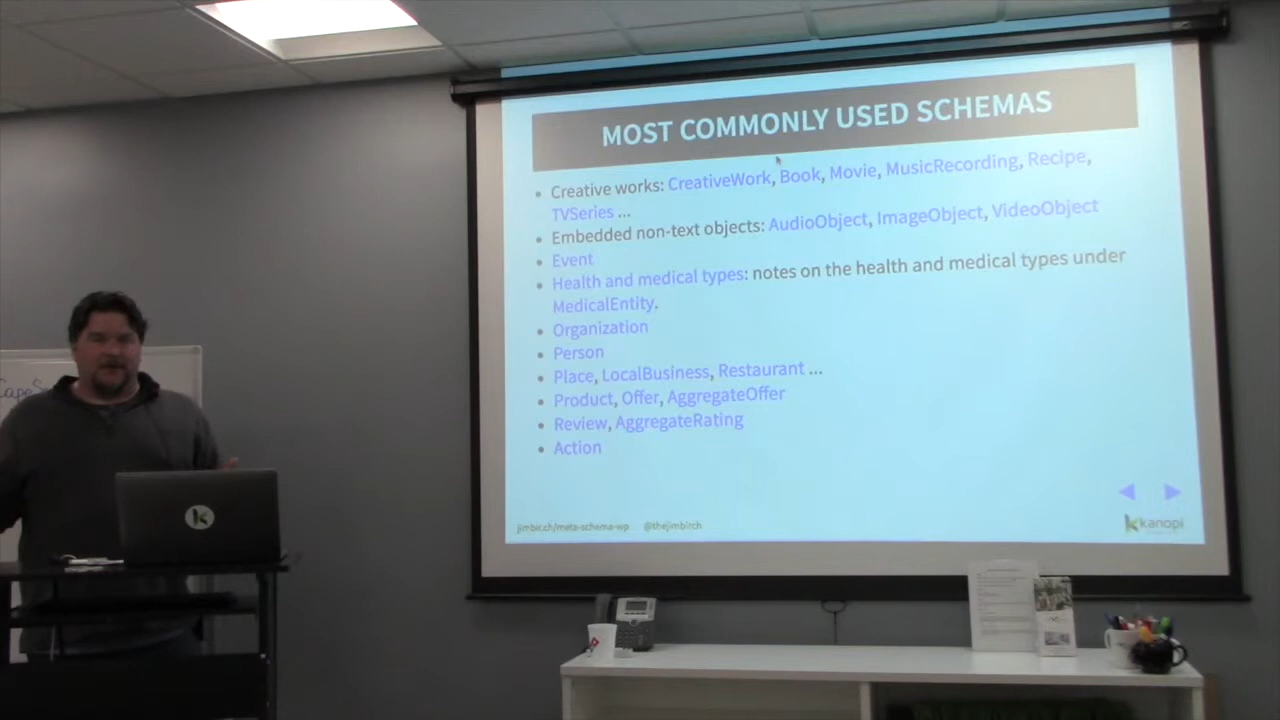 MOST COMMONLY USED SCHEMAS
Creative works: CreativeWork, Book, Movie, MusicRecording, Recipe,
TVSeries ...
Embedded non-text objects: AudioObject, ImageObject, VideoObject
Event
Health and medical types: notes on the health and medical types under
MedicalEntity.
Organization
Person
Place, LocalBusiness, Restaurant ...
Product, Offer, AggregateOffer
Review, AggregateRating
Action
jimbir.ch/meta-schema-wp @thejimbirch
kanopi